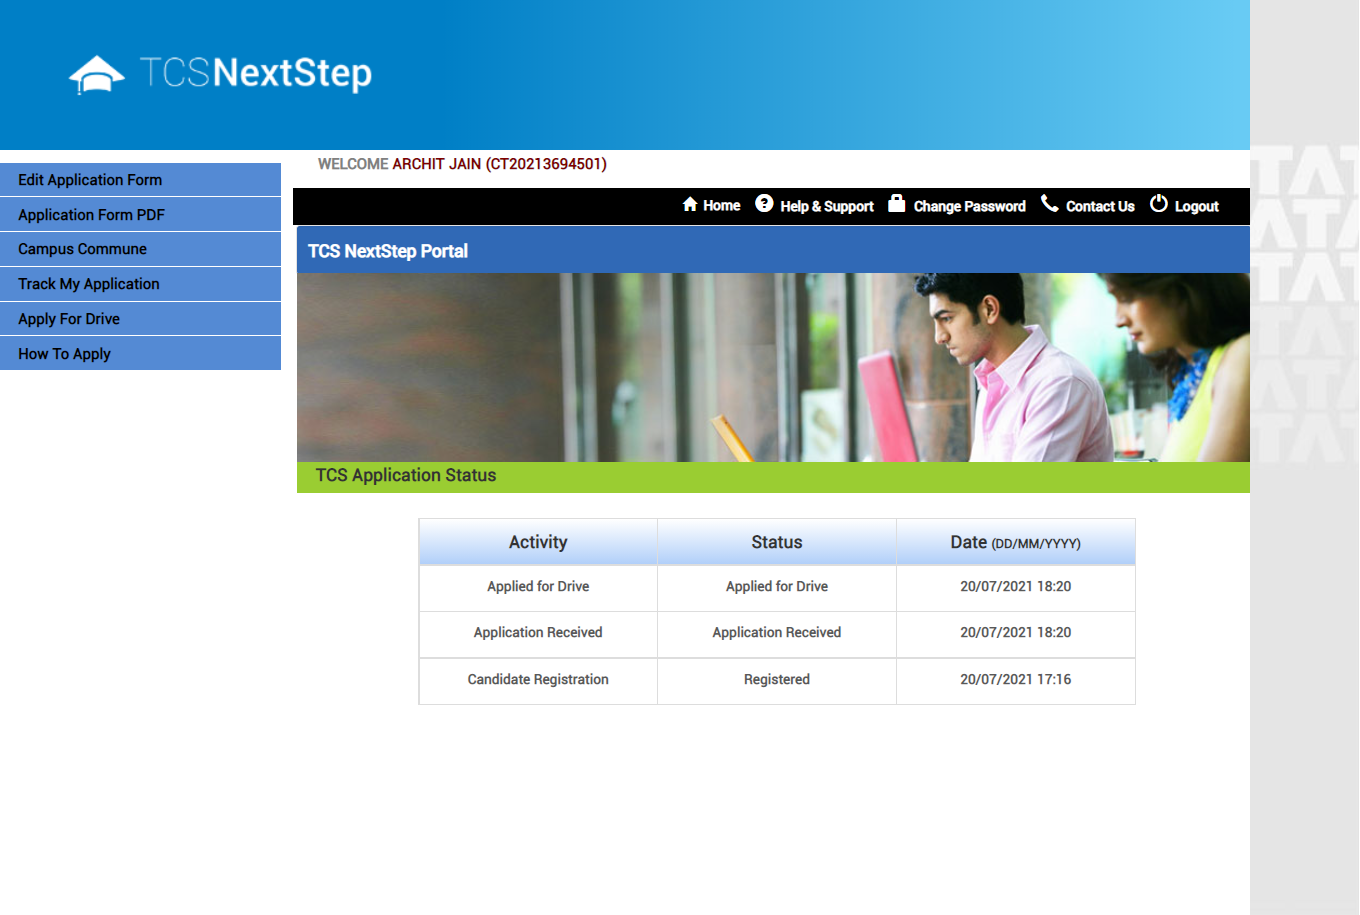 TCSNextStep
WELCOME ARCHIT JAIN (CT20213694501)
Edit Application Form
Application Form PDF
Campus Commune
Track My Application
Apply For Drive
How To Apply
Home Help & Support Change Password Contact Us Logout
TCS NextStep Portal
TCS Application Status
Activity Status Date (DD/MM/YYYY)
Applied for Drive Applied for Drive 20/07/2021 18:20
Application Received Application Received 20/07/2021 18:20
Candidate Registration Registered 20/07/2021 17:16